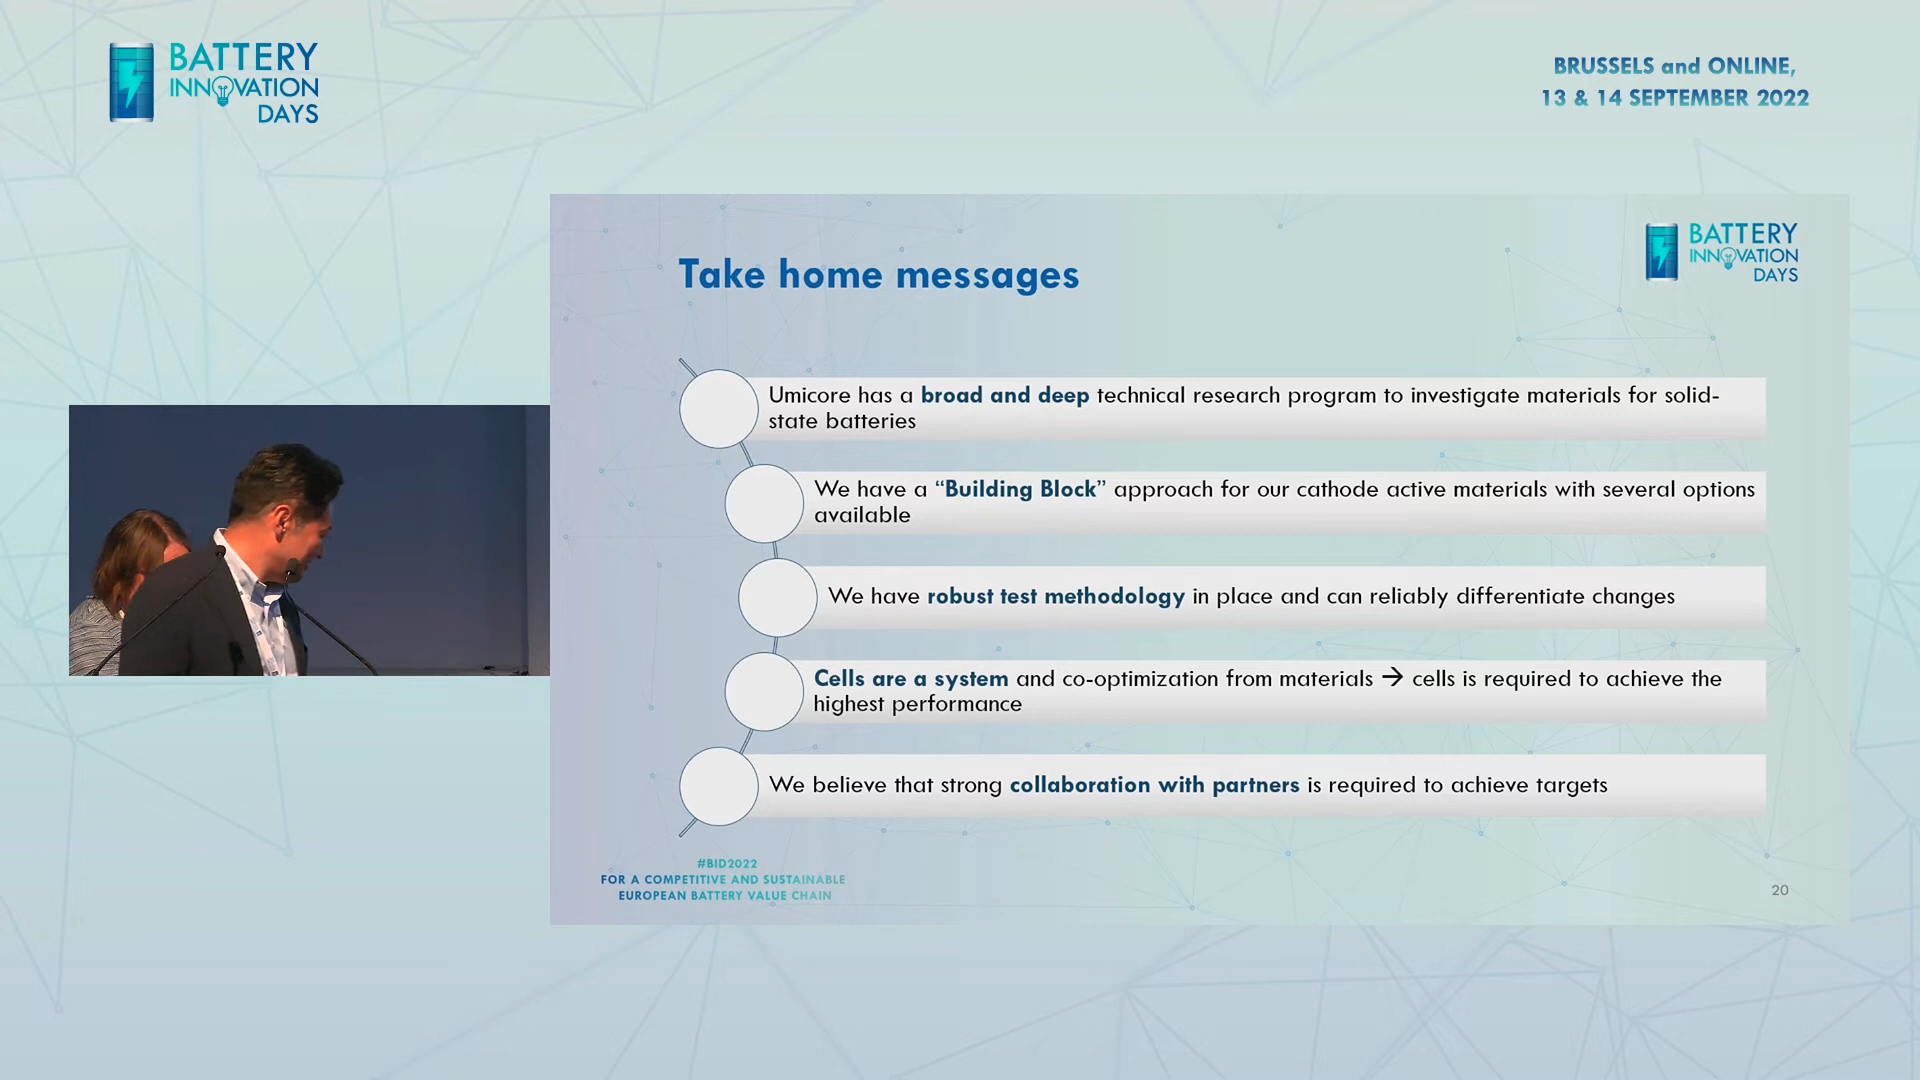 BATTERY
INNOVATION
DAYS
BRUSSELS and ONLINE,
13 & 14 SEPTEMBER 2022
BATTERY
INNOVATION
DAYS
Take home messages
Umicore has a broad and deep technical research program to investigate materials for solid-
state batteries
We have a “Building Block” approach for our cathode active materials with several options
available
We have robust test methodology in place and can reliably differentiate changes
Cells are a system and co-optimization from materials → cells is required to achieve the
highest performance
We believe that strong collaboration with partners is required to achieve targets
#BID2022
FOR A COMPETITIVE AND SUSTAINABLE
EUROPEAN BATTERY VALUE CHAIN
20